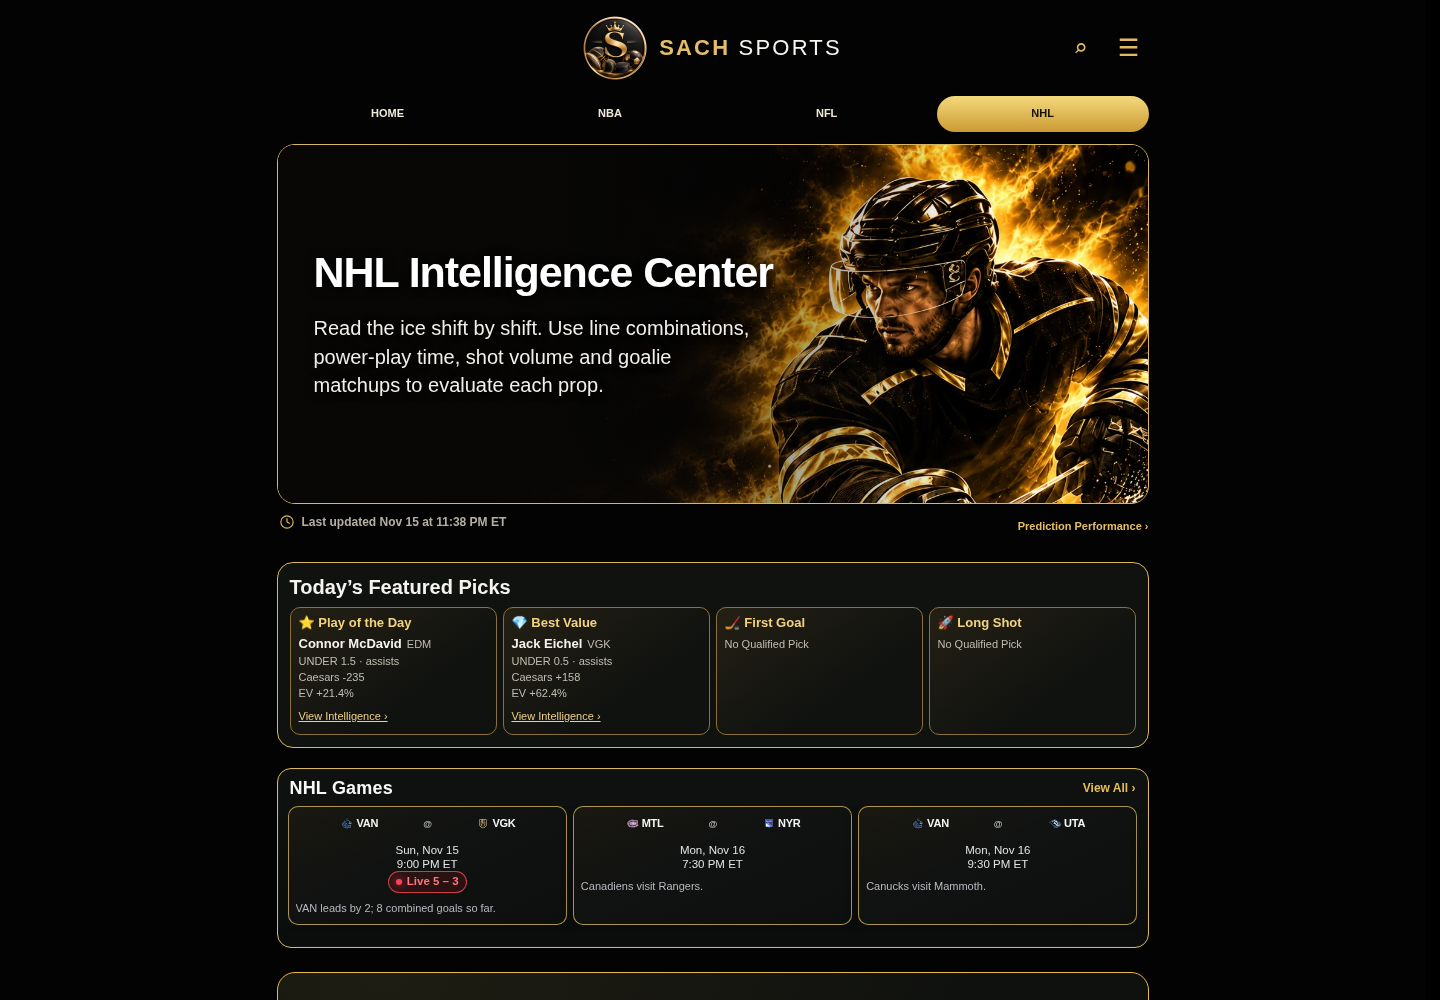 SACH SPORTS
HOME
NBA
NFL
NHL
NHL Intelligence Center
Read the ice shift by shift. Use line combinations,
power-play time, shot volume and goalie
matchups to evaluate each prop.
Last updated Nov 15 at 11:38 PM ET
Prediction Performance ›
Today’s Featured Picks
⭐ Play of the Day
Connor McDavid EDM
UNDER 1.5 · assists
Caesars -235
EV +21.4%
View Intelligence ›
💎 Best Value
Jack Eichel VGK
UNDER 0.5 · assists
Caesars +158
EV +62.4%
View Intelligence ›
🏒 First Goal
No Qualified Pick
🚀 Long Shot
No Qualified Pick
NHL Games
View All ›
VAN @ VGK
Sun, Nov 15
9:00 PM ET
Live 5 – 3
VAN leads by 2; 8 combined goals so far.
MTL @ NYR
Mon, Nov 16
7:30 PM ET
Canadiens visit Rangers.
VAN @ UTA
Mon, Nov 16
9:30 PM ET
Canucks visit Mammoth.